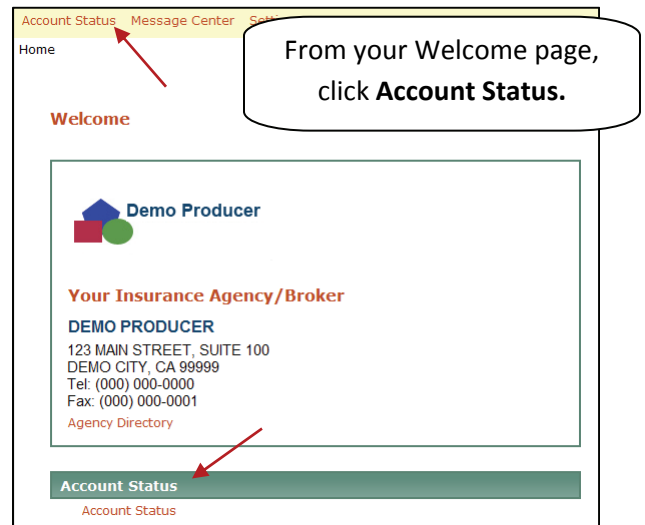 Account Status Message Center
From your Welcome page,
click Account Status.
Home
Welcome
Demo Producer
Your Insurance Agency/Broker
DEMO PRODUCER
123 MAIN STREET, SUITE 100
DEMO CITY, CA 99999
Tel: (000) 000-0000
Fax: (000) 000-0001
Agency Directory
Account Status
Account Status